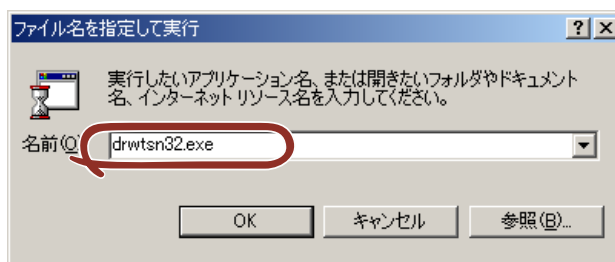 ファイル名を指定して実行
実行したいアプリケーション名、または開きたいフォルダやドキュメント
名、インターネット リソース名を入力してください。
名前(O) drwtsn32.exe
OK キャンセル 参照(B)...